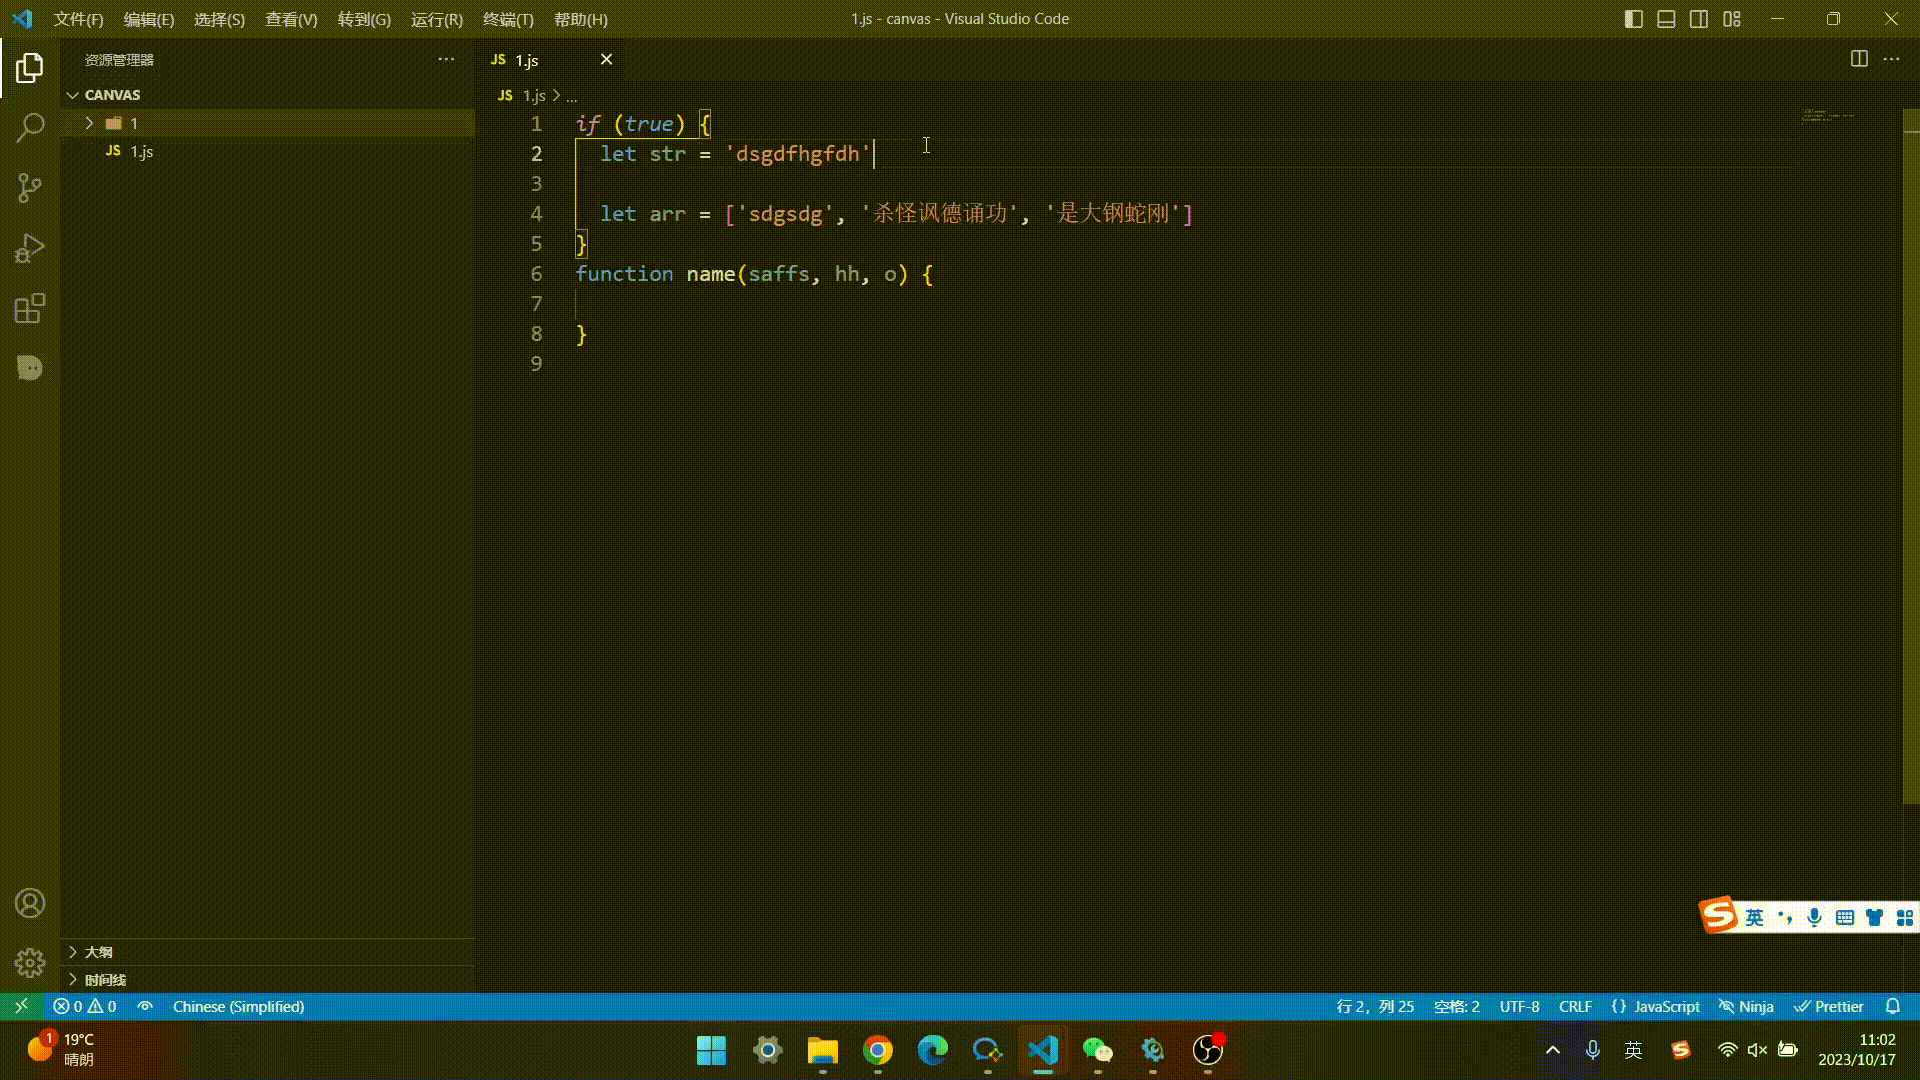 文件(F) 编辑(E) 选择(S) 查看(V) 转到(G) 运行(R) 终端(T) 帮助(H)
1.js - canvas - Visual Studio Code
资源管理器
CANVAS
1
JS 1.js
JS 1.js
JS 1.js > ...
1 if (true) {
2 let str = 'dsgdfhgfdh'
3
4 let arr = ['sdgsdg', '杀怪讽德诵功', '是大钢蛇刚']
5 }
6 function name(saffs, hh, o) {
7
8 }
9
大纲
时间线
英
0 0 Chinese (Simplified)
行 2，列 25 空格: 2 UTF-8 CRLF {} JavaScript Ninja Prettier
1 19°C
晴朗
英
11:02
2023/10/17